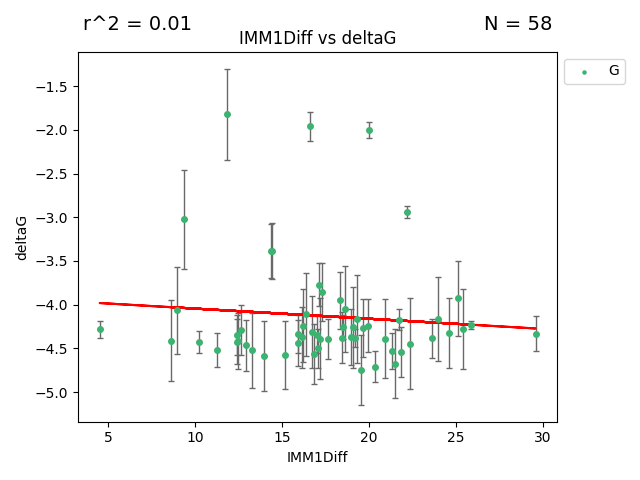 r^2 = 0.01
N = 58
IMM1Diff vs deltaG
G
−1.5
−2.0
−2.5
−3.0
−3.5
−4.0
−4.5
−5.0
deltaG
5 10 15 20 25 30
IMM1Diff